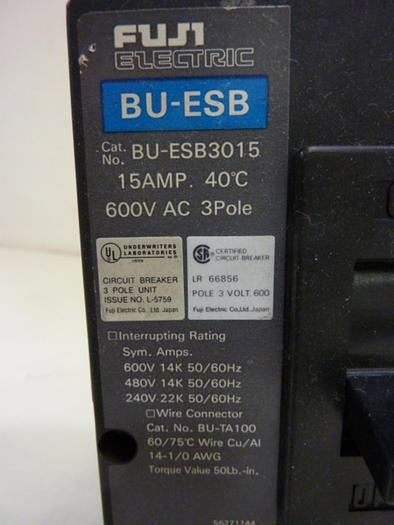 FUJI
ELECTRIC
BU-ESB
Cat. No. BU-ESB3015
15AMP. 40℃
600V AC 3Pole
UL UNDERWRITERS LABORATORIES
CIRCUIT BREAKER
3 POLE UNIT
ISSUE NO. L-5759
Fuji Electric Co., Ltd. Japan
SA CERTIFIED CIRCUIT BREAKER
LR 66856
POLE 3 VOLT. 600
Fuji Electric Co., Ltd. Japan
□Interrupting Rating
Sym. Amps.
600V 14K 50/60Hz
480V 14K 50/60Hz
240V 22K 50/60Hz
□Wire Connector
Cat. No. BU-TA100
60/75℃ Wire Cu/Al
14-1/0 AWG
Torque Value 50Lb.-in.
66371144